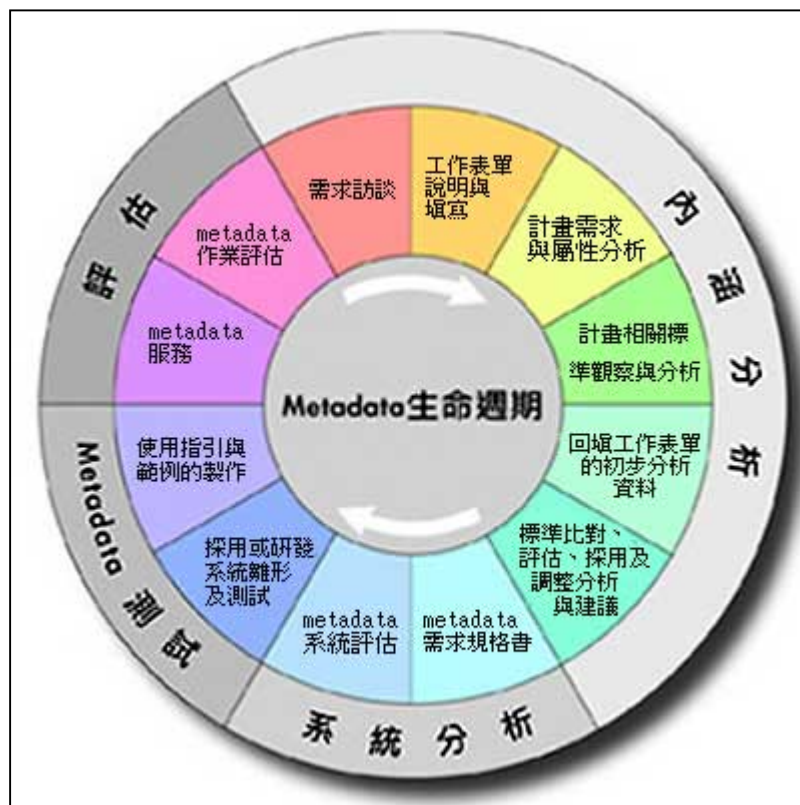 Metadata生命週期
內涵分析
需求訪談
工作表單
說明與
填寫
計畫需求
與屬性分析
計畫相關標
準觀察與分析
回填工作表單
的初步分析
資料
標準比對、
評估、採用及
調整分析
與建議
系統分析
metadata
需求規格書
metadata
系統評估
Metadata 測試
採用或研發
系統雛形
及測試
使用指引與
範例的製作
評估
metadata
服務
metadata
作業評估